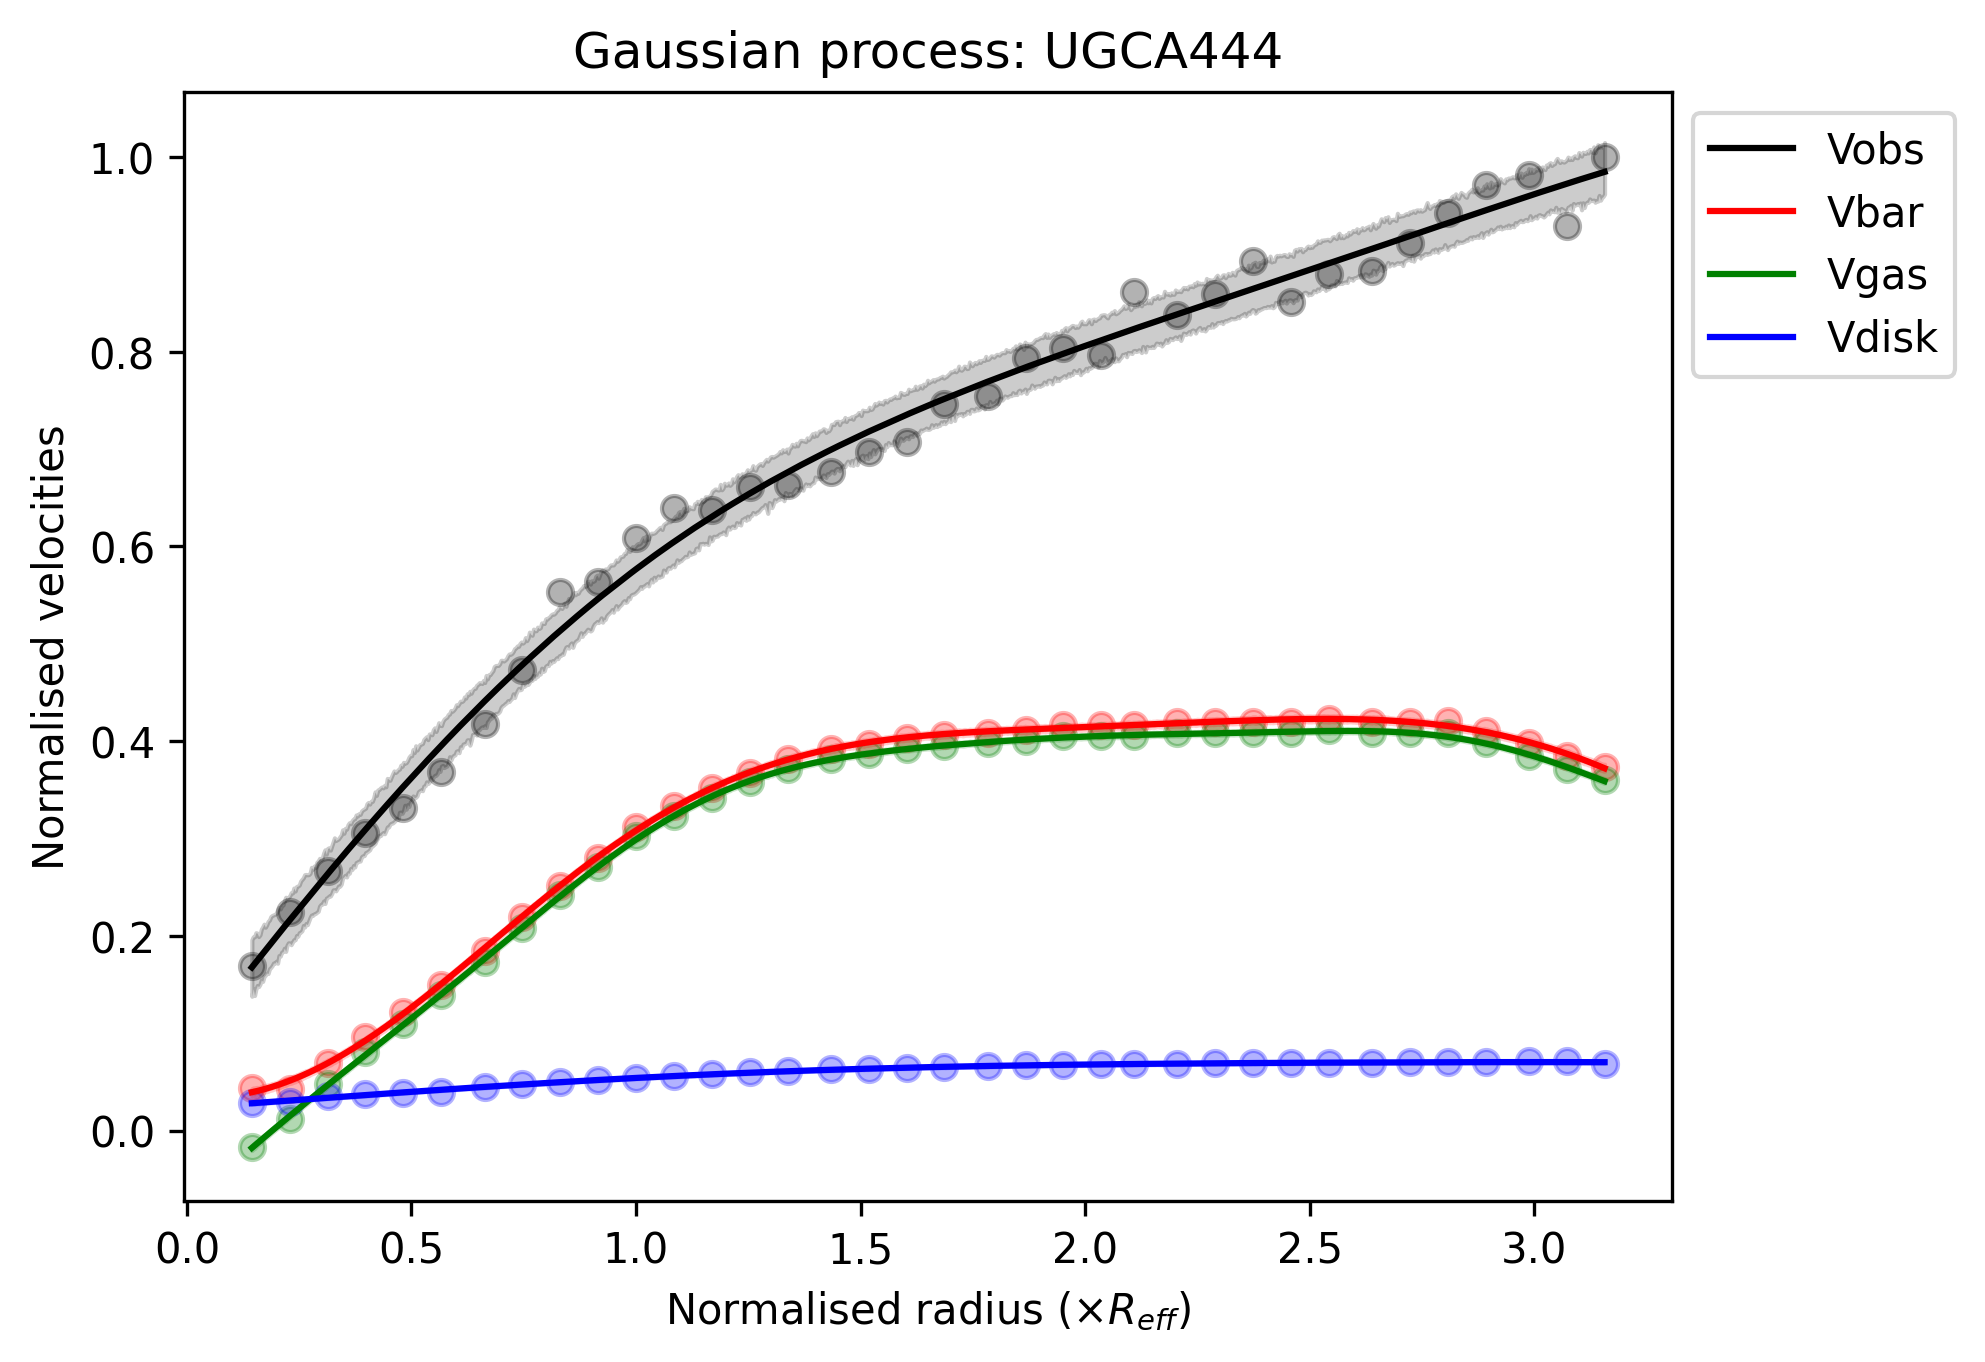 Gaussian process: UGCA444
Vobs
Vbar
Vgas
Vdisk
1.0
0.8
0.6
0.4
0.2
0.0
Normalised velocities
0.0 0.5 1.0 1.5 2.0 2.5 3.0
Normalised radius (×R_eff)